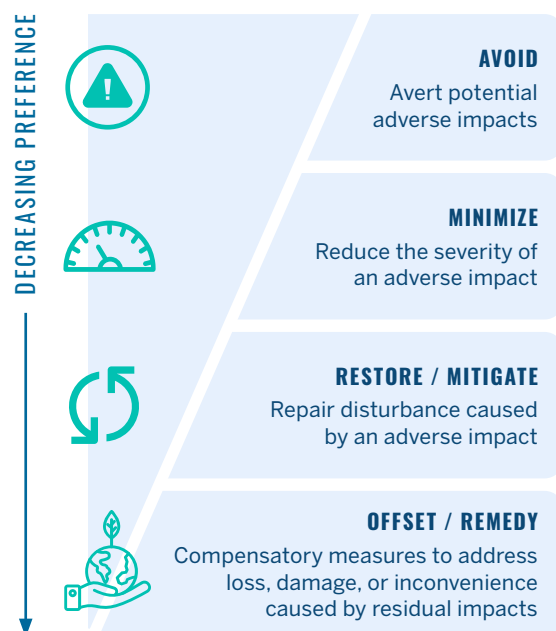 DECREASING PREFERENCE
!
AVOID
Avert potential
adverse impacts
MINIMIZE
Reduce the severity of
an adverse impact
RESTORE / MITIGATE
Repair disturbance caused
by an adverse impact
OFFSET / REMEDY
Compensatory measures to address
loss, damage, or inconvenience
caused by residual impacts